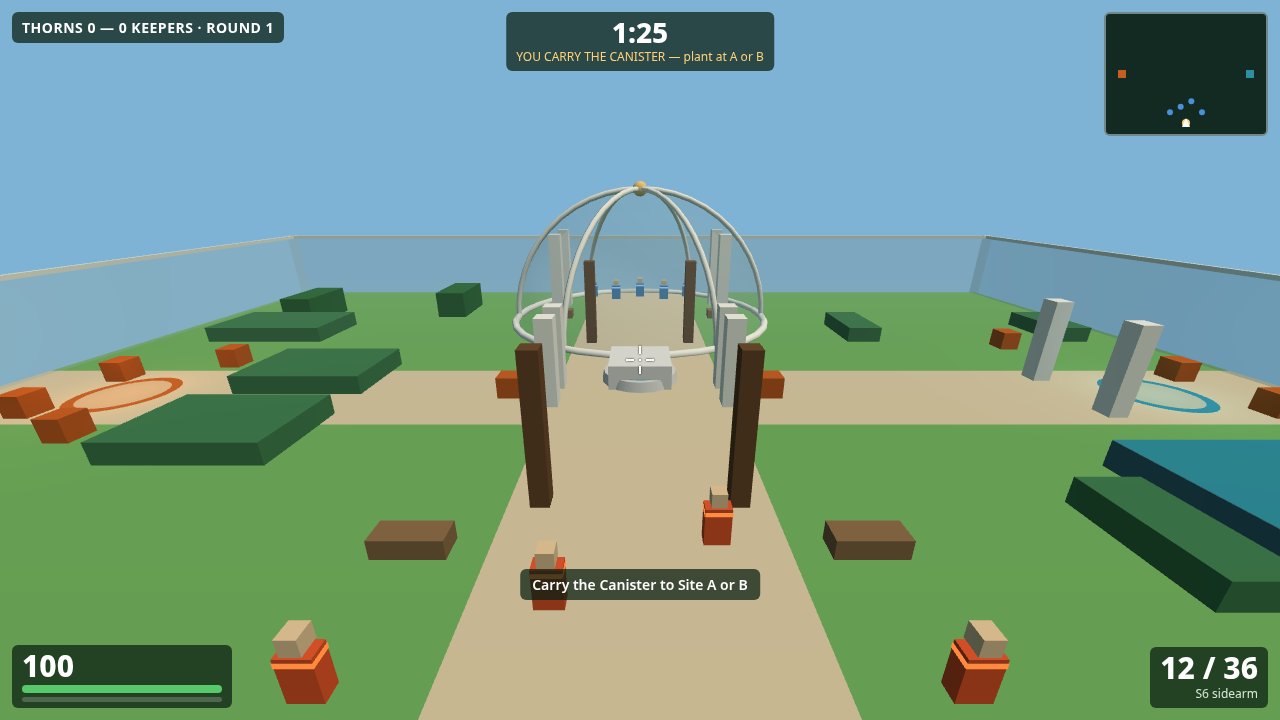 THORNS 0 — 0 KEEPERS · ROUND 1
1:25
YOU CARRY THE CANISTER — plant at A or B
Carry the Canister to Site A or B
100
12 / 36
S6 sidearm